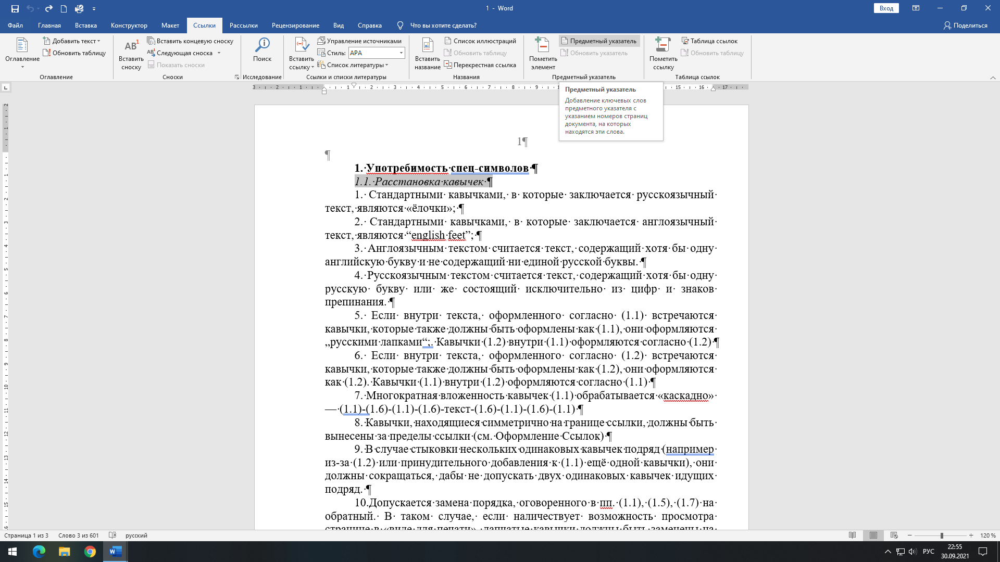 1 - Word
Вход
Файл Главная Вставка Конструктор Макет Ссылки Рассылки Рецензирование Вид Справка Что вы хотите сделать? Поделиться
Оглавление
Добавить текст
Обновить таблицу
Оглавление
AB1
Вставить сноску
Вставить концевую сноску
Следующая сноска
Показать сноски
Сноски
Поиск
Исследование
Вставить ссылку
Управление источниками
Стиль: APA
Список литературы
Ссылки и списки литературы
Вставить название
Список иллюстраций
Обновить таблицу
Перекрестная ссылка
Названия
Пометить элемент
Предметный указатель
Обновить указатель
Предметный указатель
Пометить ссылку
Таблица ссылок
Обновить таблицу
Таблица ссылок
Предметный указатель
Добавление ключевых слов
предметного указателя с
указанием номеров страниц
документа, на которых
находятся эти слова.
1¶
¶
1. Употребимость спец-символов ¶
1.1. Расстановка кавычек ¶
1. Стандартными кавычками, в которые заключается русскоязычный
текст, являются «ёлочки»; ¶
2. Стандартными кавычками, в которые заключается англоязычный
текст, являются “english feet”; ¶
3. Англоязычным текстом считается текст, содержащий хотя бы одну
английскую букву и не содержащий ни единой русской буквы. ¶
4. Русскоязычным текстом считается текст, содержащий хотя бы одну
русскую букву или же состоящий исключительно из цифр и знаков
препинания. ¶
5. Если внутри текста, оформленного согласно (1.1) встречаются
кавычки, которые также должны быть оформлены как (1.1), они оформляются
„русскими лапками“;. Кавычки (1.2) внутри (1.1) оформляются согласно (1.2) ¶
6. Если внутри текста, оформленного согласно (1.2) встречаются
кавычки, которые также должны быть оформлены как (1.2), они оформляются
как (1.2). Кавычки (1.1) внутри (1.2) оформляются согласно (1.1) ¶
7. Многократная вложенность кавычек (1.1) обрабатывается «каскадно»
— (1.1)-(1.6)-(1.1)-(1.6)-текст-(1.6)-(1.1)-(1.6)-(1.1) ¶
8. Кавычки, находящиеся симметрично на границе ссылки, должны быть
вынесены за пределы ссылки (см. Оформление Ссылок) ¶
9. В случае стыковки нескольких одинаковых кавычек подряд (например
из-за (1.2) или принудительного добавления к (1.1) ещё одной кавычки), они
должны сокращаться, дабы не допускать двух одинаковых кавычек идущих
подряд. ¶
10.Допускается замена порядка, оговоренного в пп. (1.1), (1.5), (1.7) на
обратный. В таком случае, если наличествует возможность просмотра
странице в «виде для печати», лапчатые кавычки должны быть заменены на
Страница 1 из 3 Слово 3 из 601 русский 120 %
РУС 22:55
30.09.2021